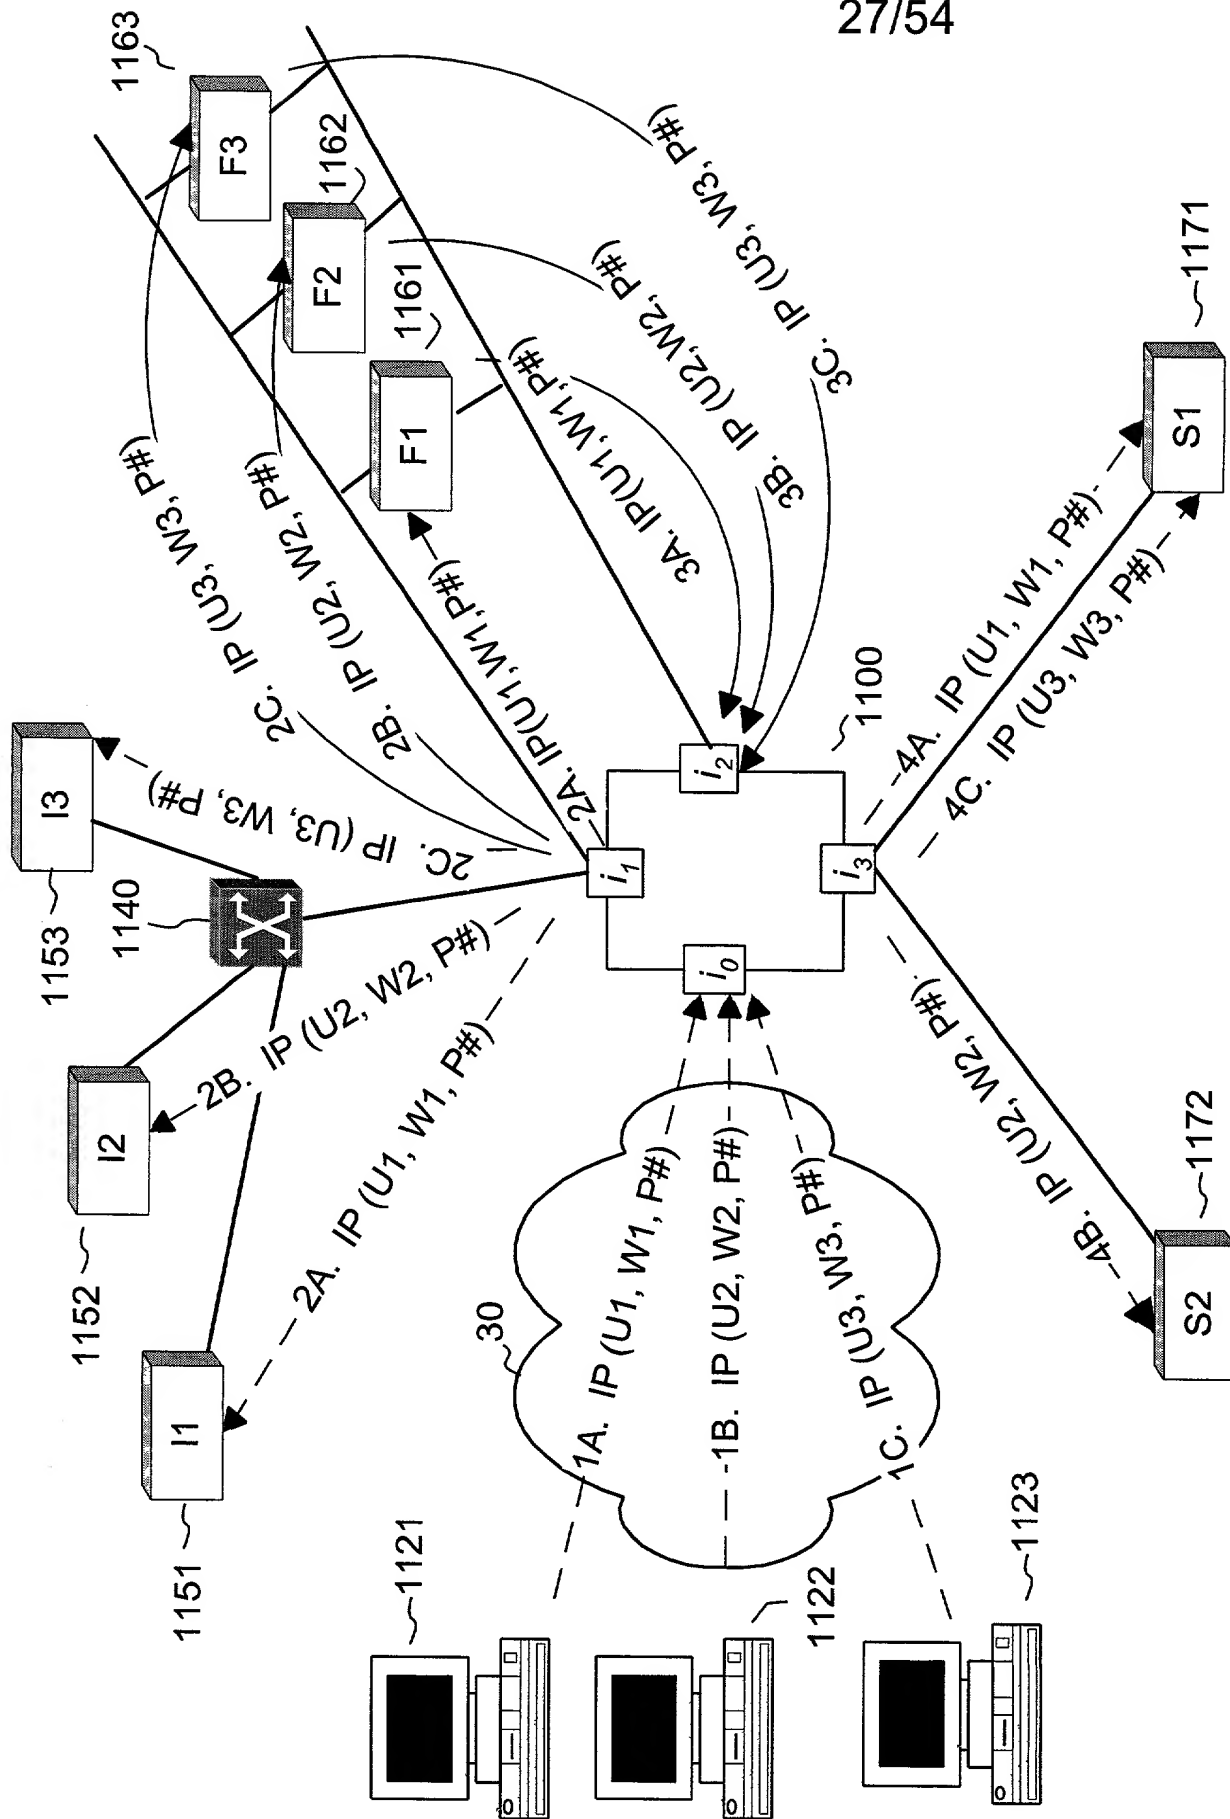 27/54
1163
F3
1162
F2
1161
F1
2C. IP (U3, W3, P#)
2B. IP (U2, W2, P#)
2A. IP(U1,W1,P#)
3A. IP(U1,W1,P#)
3B. IP (U2,W2, P#)
3C. IP (U3, W3, P#)
I3
1153
1140
I2
1152
I1
1151
2C. IP (U3, W3, P#)
2B. IP (U2, W2, P#)
2A. IP (U1, W1, P#)
i1
i2
i0
i3
1100
1121
1122
1123
30
1A. IP (U1, W1, P#)
1B. IP (U2, W2, P#)
1C. IP (U3, W3, P#)
4A. IP (U1, W1, P#)
4C. IP (U3, W3, P#)
4B. IP (U2, W2, P#)
S1
1171
S2
1172